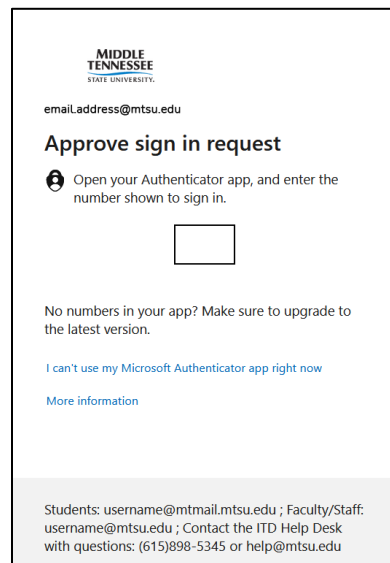 MIDDLE
TENNESSEE
STATE UNIVERSITY.
email.address@mtsu.edu
Approve sign in request
Open your Authenticator app, and enter the
number shown to sign in.
No numbers in your app? Make sure to upgrade to
the latest version.
I can't use my Microsoft Authenticator app right now
More information
Students: username@mtmail.mtsu.edu ; Faculty/Staff:
username@mtsu.edu ; Contact the ITD Help Desk
with questions: (615)898-5345 or help@mtsu.edu